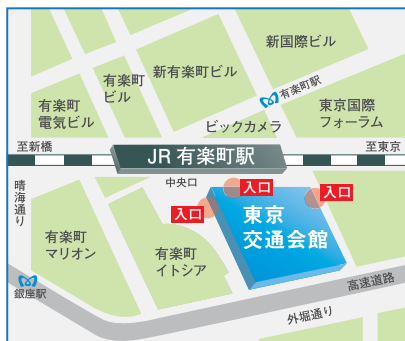 新国際ビル
新有楽町ビル
有楽町
ビル
有楽町駅
有楽町
電気ビル
東京国際
フォーラム
ビックカメラ
至新橋
JR 有楽町駅
至東京
中央口
入口
入口
入口
晴海通り
東京
交通会館
有楽町
マリオン
有楽町
イトシア
銀座駅
高速道路
外堀通り